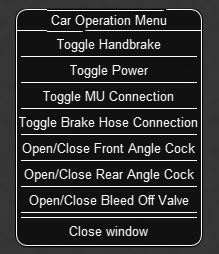 Car Operation Menu
Toggle Handbrake
Toggle Power
Toggle MU Connection
Toggle Brake Hose Connection
Open/Close Front Angle Cock
Open/Close Rear Angle Cock
Open/Close Bleed Off Valve
Close window